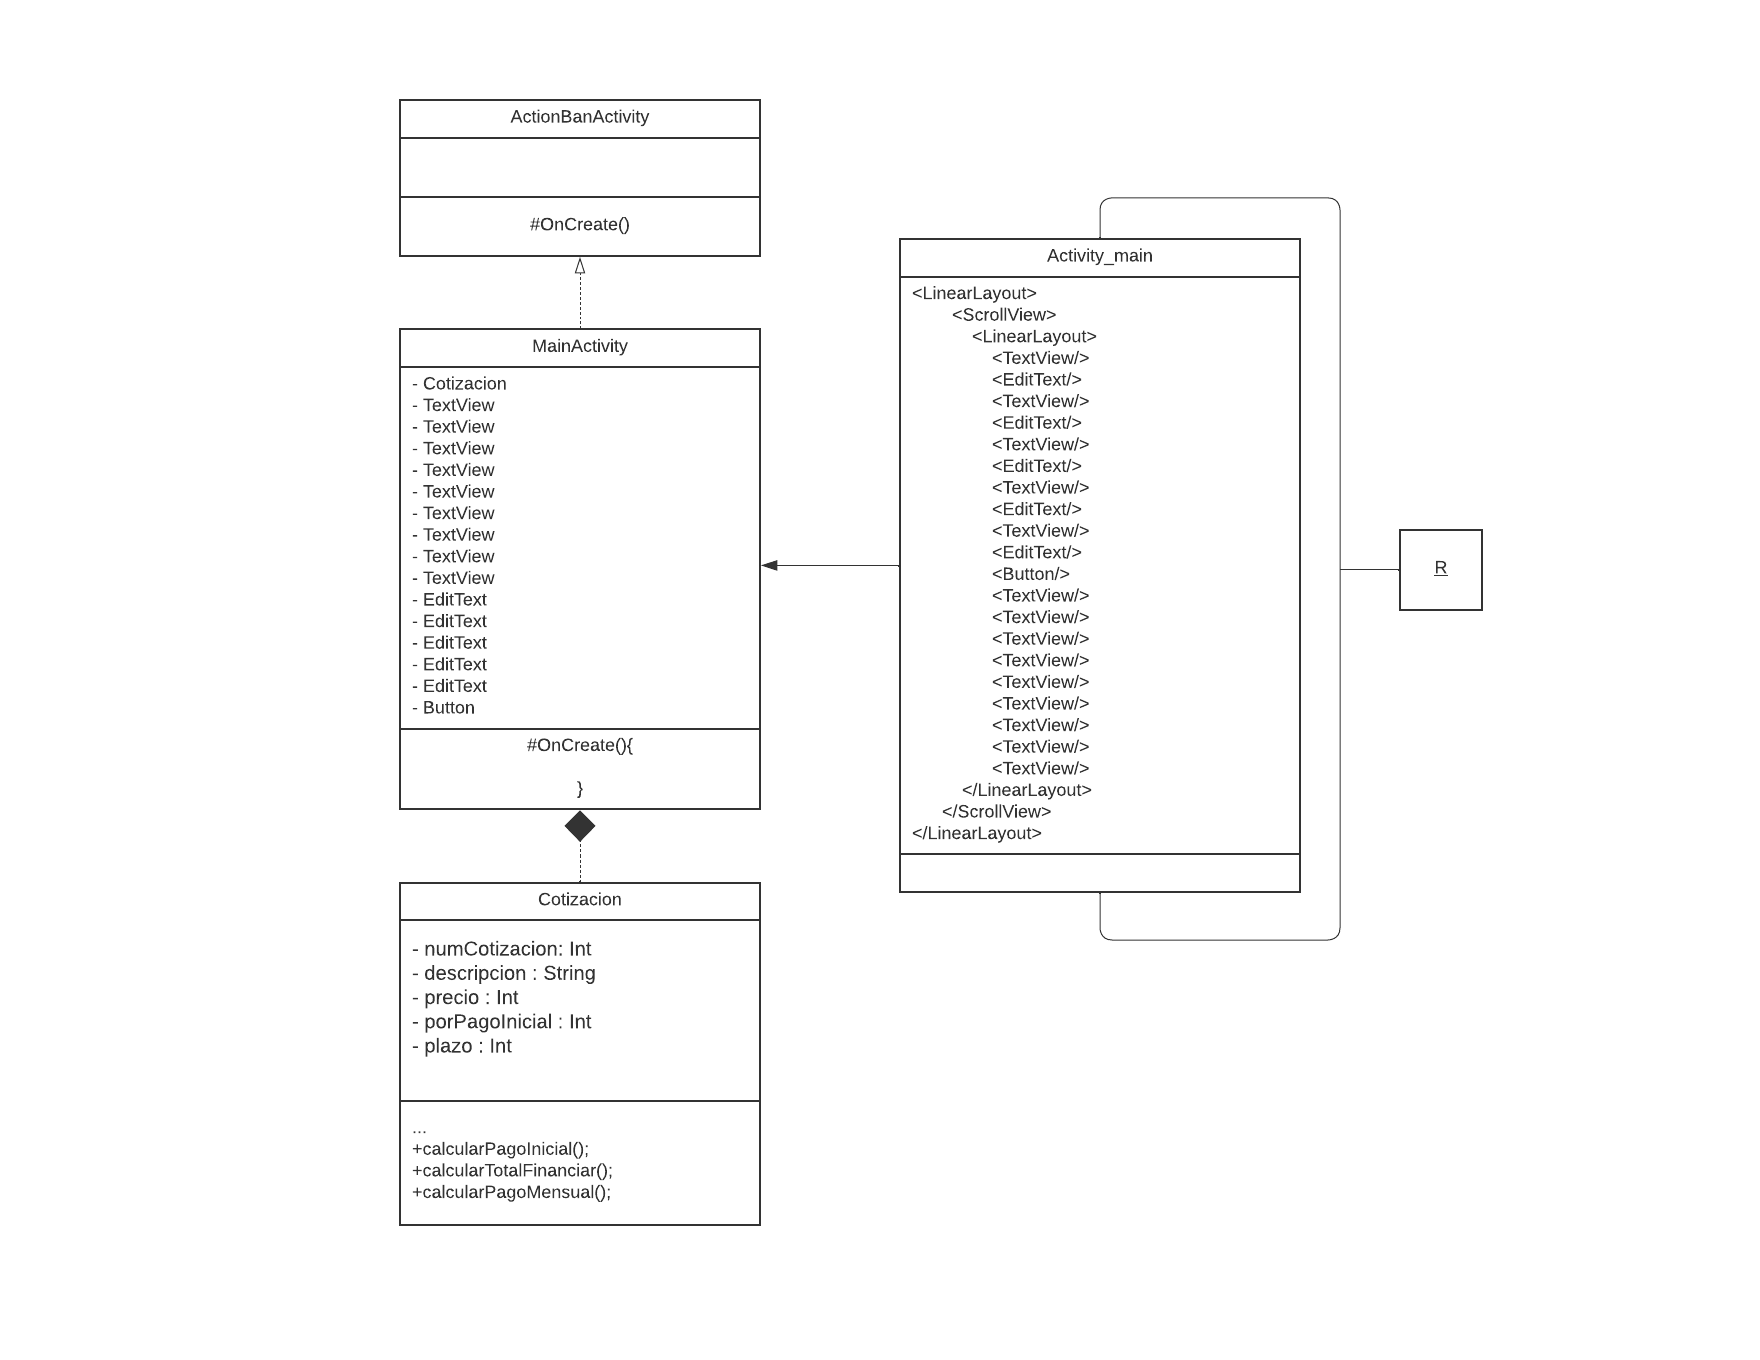 ActionBanActivity
#OnCreate()
MainActivity
- Cotizacion
- TextView
- TextView
- TextView
- TextView
- TextView
- TextView
- TextView
- TextView
- TextView
- EditText
- EditText
- EditText
- EditText
- EditText
- Button
#OnCreate(){
}
Cotizacion
- numCotizacion: Int
- descripcion : String
- precio : Int
- porPagoInicial : Int
- plazo : Int
...
+calcularPagoInicial();
+calcularTotalFinanciar();
+calcularPagoMensual();
Activity_main
<LinearLayout>
<ScrollView>
<LinearLayout>
<TextView/>
<EditText/>
<TextView/>
<EditText/>
<TextView/>
<EditText/>
<TextView/>
<EditText/>
<TextView/>
<EditText/>
<Button/>
<TextView/>
<TextView/>
<TextView/>
<TextView/>
<TextView/>
<TextView/>
<TextView/>
<TextView/>
<TextView/>
</LinearLayout>
</ScrollView>
</LinearLayout>
R